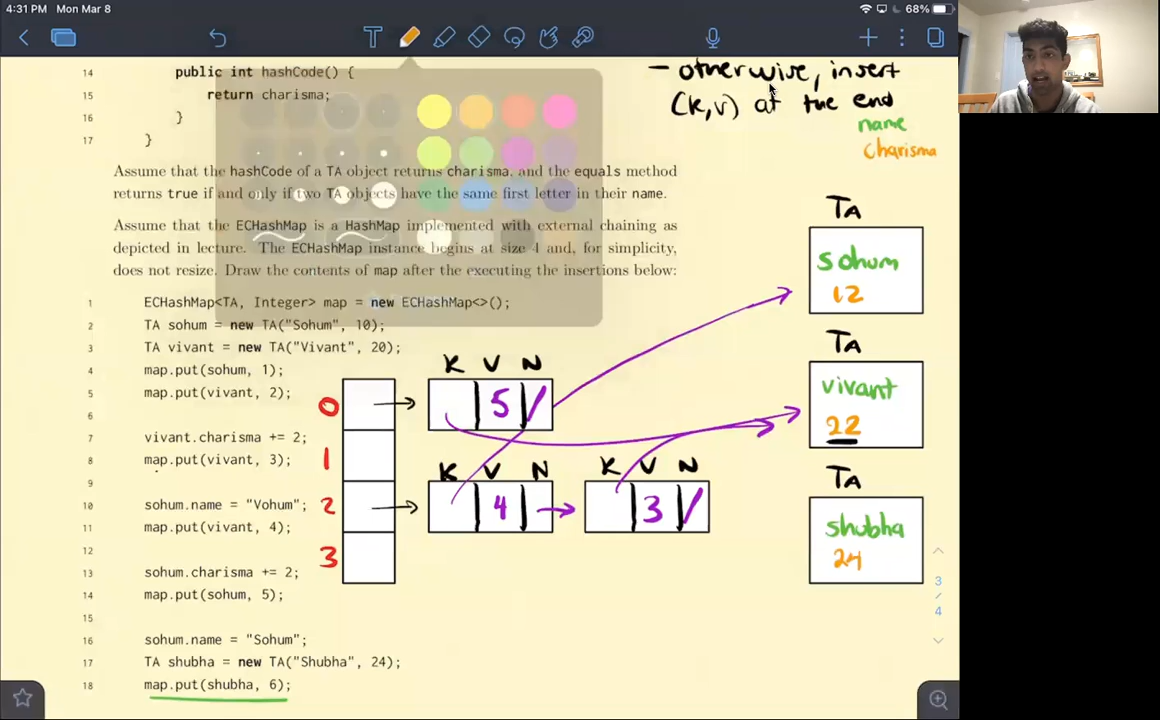 4:31 PM Mon Mar 8
68%
14 public int hashCode() {
15 return charisma;
16 }
17 }
- otherwise, insert
(k,v) at the end
name
charisma
Assume that the hashCode of a TA object returns charisma, and the equals method
returns true if and only if two TA objects have the same first letter in their name.
Assume that the ECHashMap is a HashMap implemented with external chaining as
depicted in lecture. The ECHashMap instance begins at size 4 and, for simplicity,
does not resize. Draw the contents of map after the executing the insertions below:
1 ECHashMap<TA, Integer> map = new ECHashMap<>();
2 TA sohum = new TA("Sohum", 10);
3 TA vivant = new TA("Vivant", 20);
4 map.put(sohum, 1);
5 map.put(vivant, 2);
6
7 vivant.charisma += 2;
8 map.put(vivant, 3);
9
10 sohum.name = "Vohum";
11 map.put(vivant, 4);
12
13 sohum.charisma += 2;
14 map.put(sohum, 5);
15
16 sohum.name = "Sohum";
17 TA shubha = new TA("Shubha", 24);
18 map.put(shubha, 6);
K V N
0 5
1
K V N K V N
2 4 3
3
TA
sohum
12
TA
vivant
22
TA
shubha
24
3
/
4